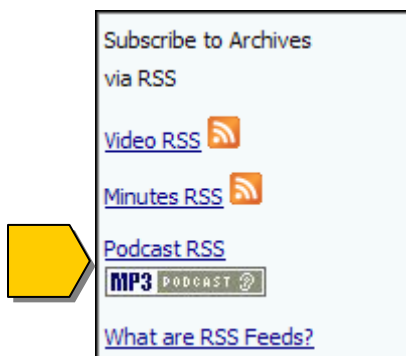 Subscribe to Archives
via RSS
Video RSS
Minutes RSS
Podcast RSS
MP3 PODCAST
What are RSS Feeds?